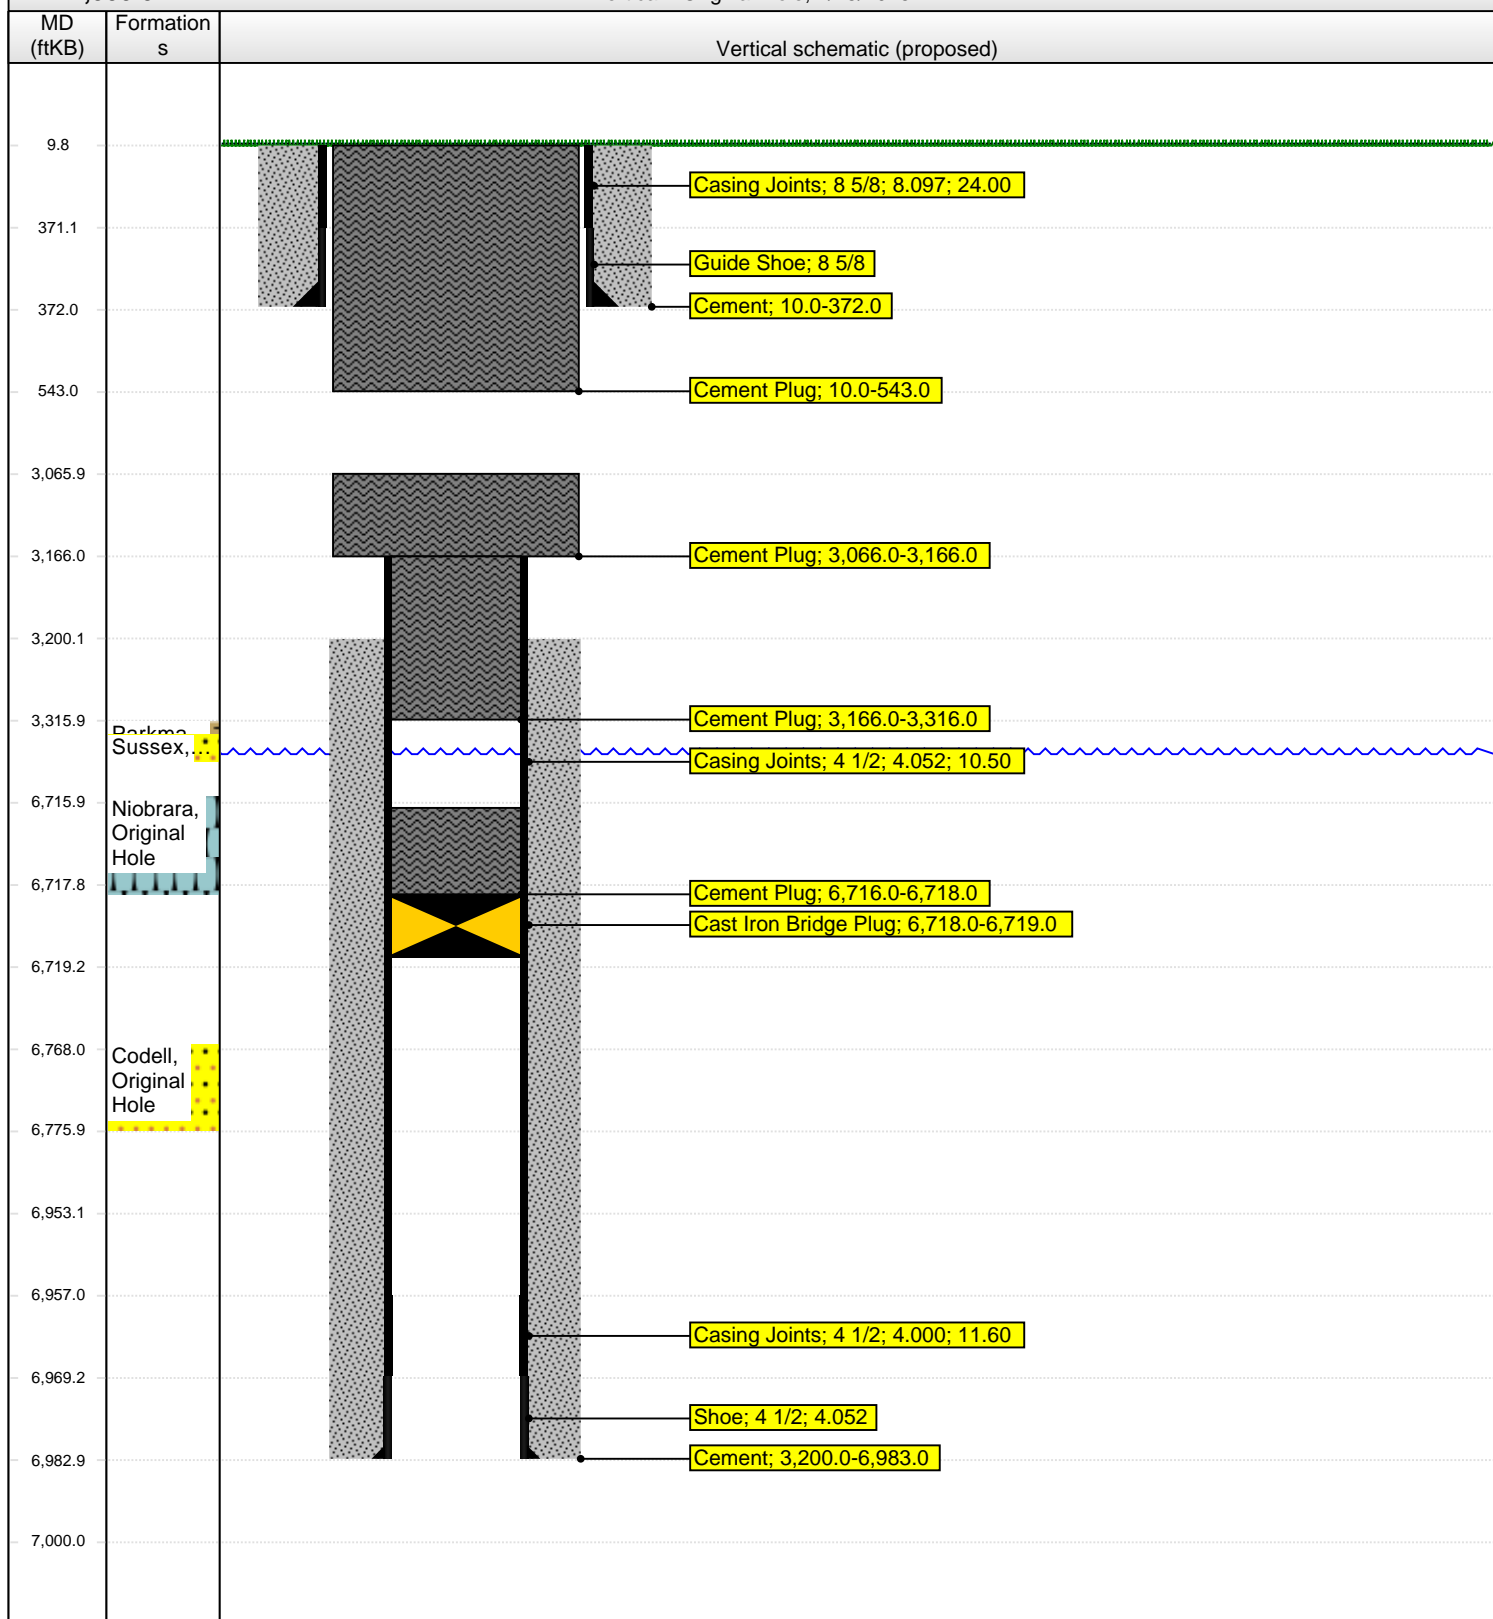 MD
(ftKB)
Formation
s
Vertical schematic (proposed)
9.8
Casing Joints; 8 5/8; 8.097; 24.00
371.1
Guide Shoe; 8 5/8
Cement; 10.0-372.0
372.0
543.0
Cement Plug; 10.0-543.0
3,065.9
3,166.0
Cement Plug; 3,066.0-3,166.0
3,200.1
3,315.9
Cement Plug; 3,166.0-3,316.0
Sussex,...
Casing Joints; 4 1/2; 4.052; 10.50
6,715.9
Niobrara,
Original
Hole
6,717.8
Cement Plug; 6,716.0-6,718.0
Cast Iron Bridge Plug; 6,718.0-6,719.0
6,719.2
6,768.0
Codell,
Original
Hole
6,775.9
6,953.1
6,957.0
Casing Joints; 4 1/2; 4.000; 11.60
6,969.2
Shoe; 4 1/2; 4.052
6,982.9
Cement; 3,200.0-6,983.0
7,000.0